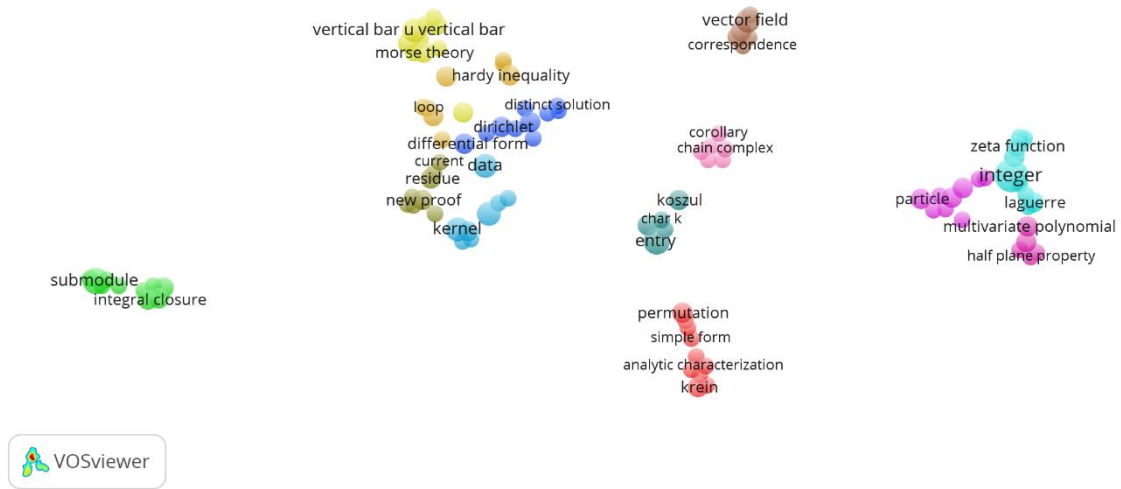 vertical bar u vertical bar
morse theory
hardy inequality
loop
distinct solution
dirichlet
differential form
current
data
residue
new proof
kernel
submodule
integral closure
vector field
correspondence
corollary
chain complex
koszul
char k
entry
permutation
simple form
analytic characterization
krein
zeta function
integer
particle
laguerre
multivariate polynomial
half plane property
VOSviewer